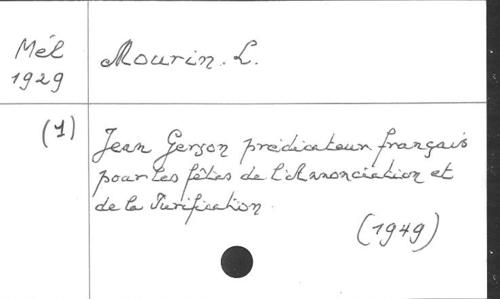 Mél
1929
Mourin. L.
(1)
Jean Gerson prédicateur français
pour les fêtes de l'Annonciation et
de la Purification.
(1949)